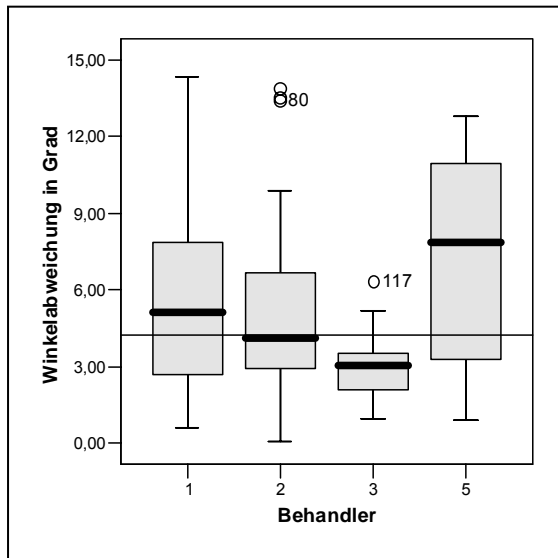 Winkelabweichung in Grad
15,00
12,00
9,00
6,00
3,00
0,00
80
117
1 2 3 5
Behandler